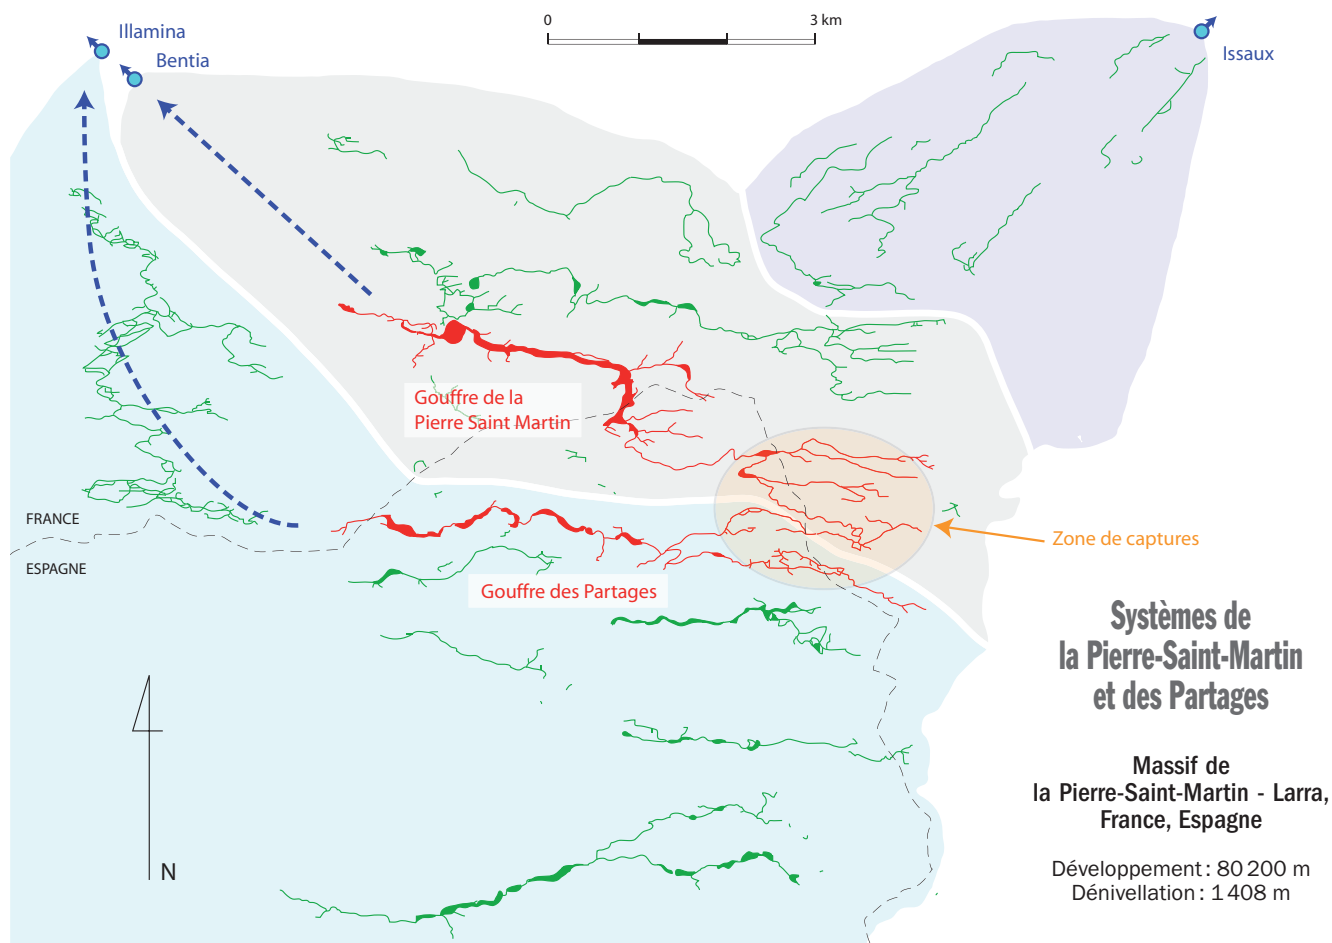 Illamina
Bentia
0
3 km
Issaux
Gouffre de la
Pierre Saint Martin
FRANCE
ESPAGNE
Zone de captures
Gouffre des Partages
Systèmes de
la Pierre-Saint-Martin
et des Partages
Massif de
la Pierre-Saint-Martin - Larra,
France, Espagne
Développement : 80 200 m
Dénivellation : 1 408 m
N